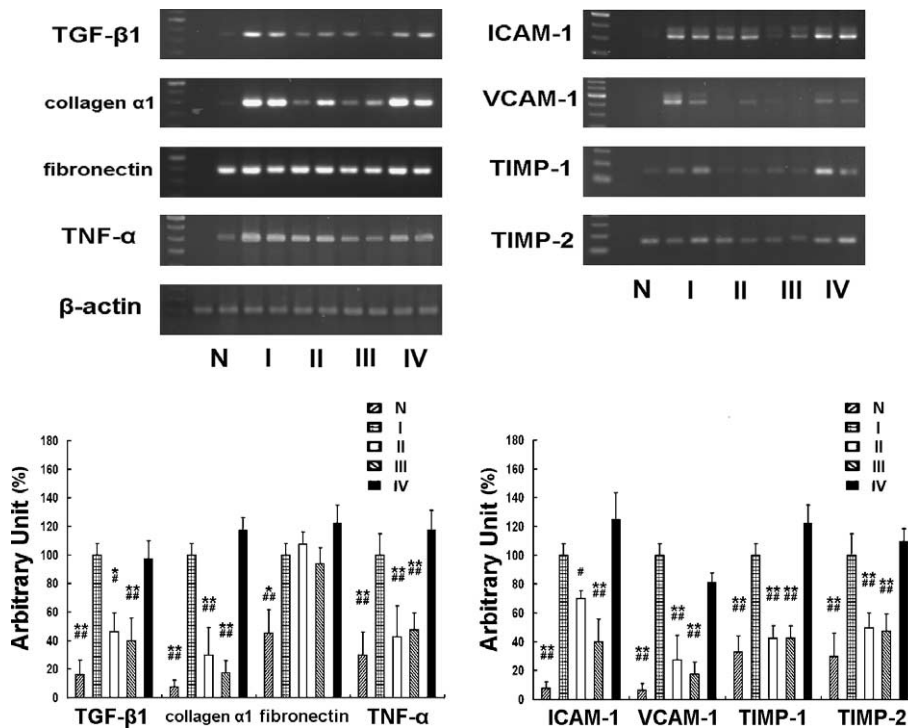 TGF-β1
collagen α1
fibronectin
TNF-α
β-actin
N I II III IV
ICAM-1
VCAM-1
TIMP-1
TIMP-2
N I II III IV
Arbitrary Unit (%)
180
160
140
120
100
80
60
40
20
0
N
I
II
III
IV
**
##
*
#
**
##
**
##
**
##
**
##
*
##
**
##
**
##
**
##
TGF-β1 collagen α1 fibronectin TNF-α
Arbitrary Unit (%)
180
160
140
120
100
80
60
40
20
0
N
I
II
III
IV
**
##
#
**
##
**
##
**
##
**
##
**
##
**
##
**
##
**
##
**
##
**
##
ICAM-1 VCAM-1 TIMP-1 TIMP-2